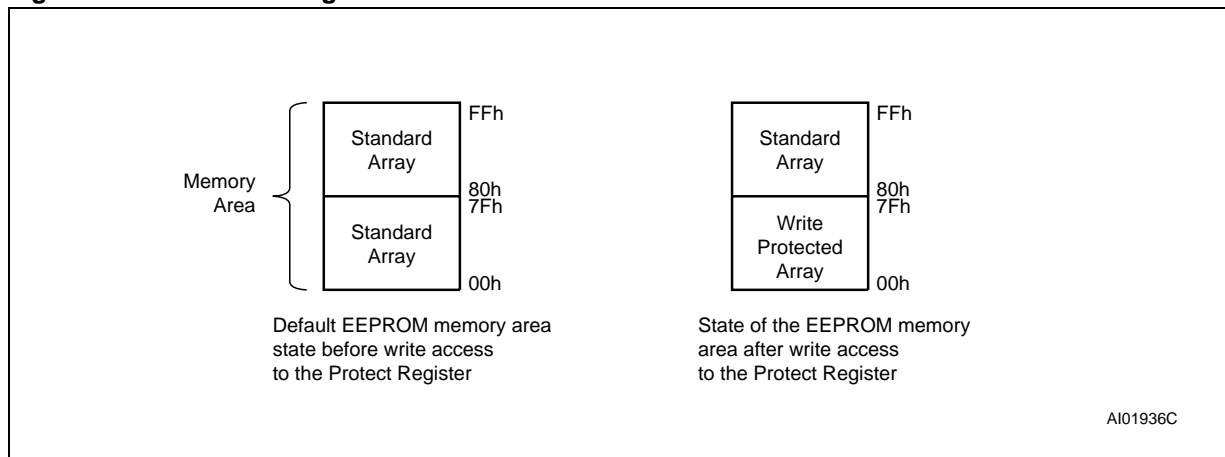 Memory
Area
Standard
Array
Standard
Array
FFh
80h
7Fh
00h
Default EEPROM memory area
state before write access
to the Protect Register
Standard
Array
Write
Protected
Array
FFh
80h
7Fh
00h
State of the EEPROM memory
area after write access
to the Protect Register
AI01936C